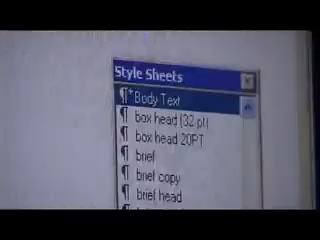 Style Sheets
¶*Body Text
¶ box head (32 pt)
¶ box head 20PT
¶ brief
¶ brief copy
¶ brief head